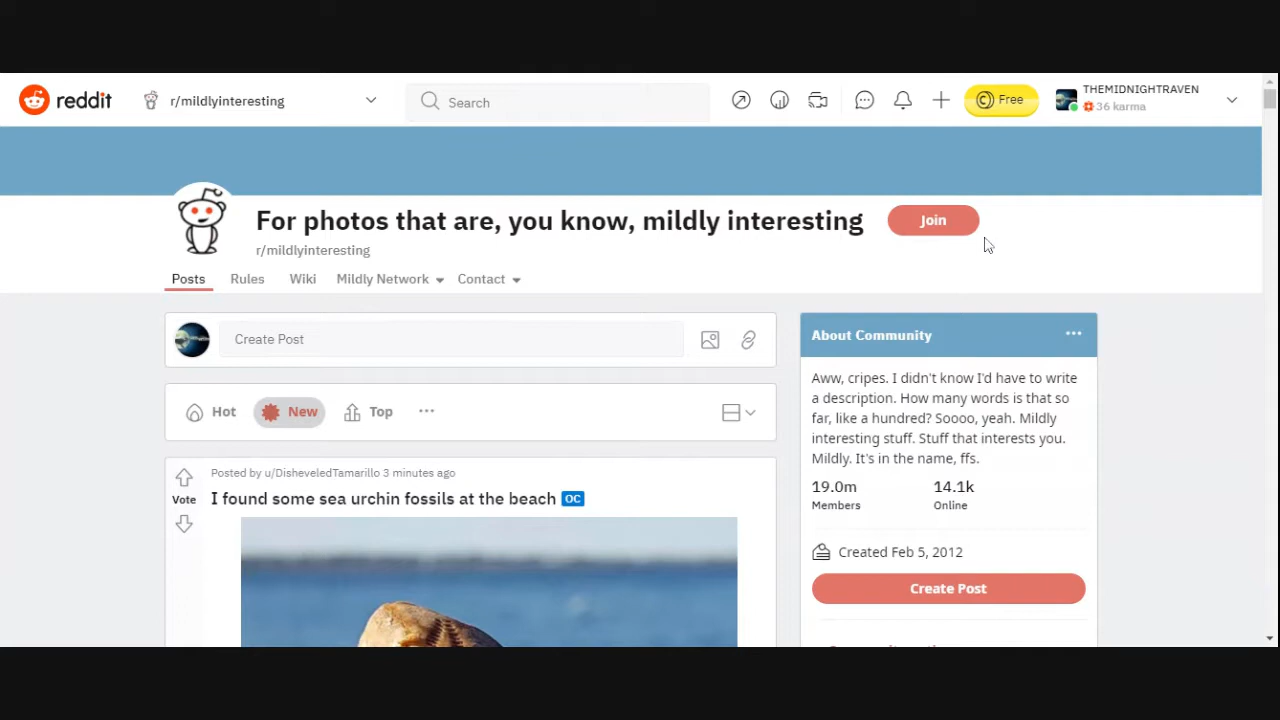 reddit
r/mildlyinteresting
Search
Free
THEMIDNIGHTRAVEN
36 karma
For photos that are, you know, mildly interesting
Join
r/mildlyinteresting
Posts
Rules
Wiki
Mildly Network
Contact
Create Post
Hot
New
Top
Posted by u/DisheveledTamarillo 3 minutes ago
Vote
I found some sea urchin fossils at the beach OC
About Community
Aww, cripes. I didn't know I'd have to write
a description. How many words is that so
far, like a hundred? Soooo, yeah. Mildly
interesting stuff. Stuff that interests you.
Mildly. It's in the name, ffs.
19.0m
Members
14.1k
Online
Created Feb 5, 2012
Create Post